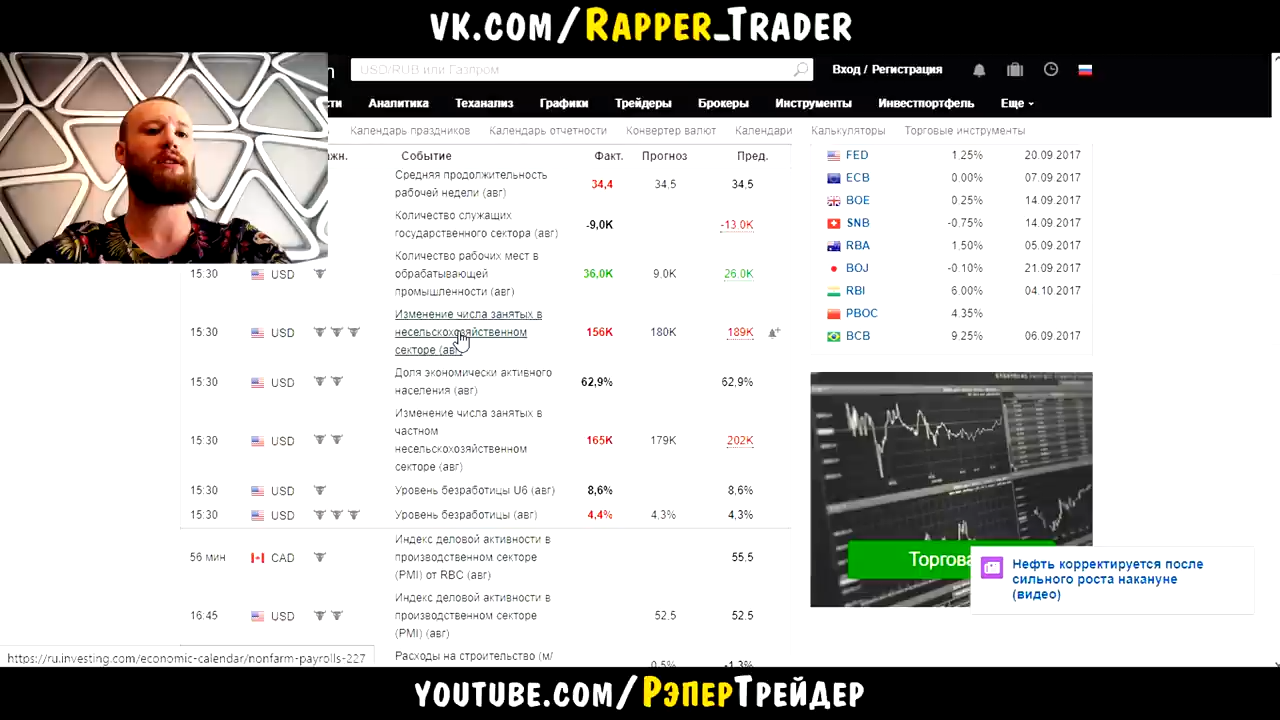 VK.COM/RAPPER_TRADER
USD/RUB или Газпром
Вход / Регистрация
Аналитика Теханализ Графики Трейдеры Брокеры Инструменты Инвестпортфель Еще
Календарь праздников Календарь отчетности Конвертер валют Календари Калькуляторы Торговые инструменты
Событие Факт. Прогноз Пред.
Средняя продолжительность
рабочей недели (авг)
34,4 34,5 34,5
Количество служащих
государственного сектора (авг)
-9,0K -13.0K
15:30 USD
Количество рабочих мест в
обрабатывающей
промышленности (авг)
36,0K 9.0K 26.0K
15:30 USD
Изменение числа занятых в
несельскохозяйственном
секторе (авг)
156K 180K 189K
15:30 USD
Доля экономически активного
населения (авг)
62,9% 62,9%
15:30 USD
Изменение числа занятых в
частном
несельскохозяйственном
секторе (авг)
165K 179K 202K
15:30 USD Уровень безработицы U6 (авг) 8,6% 8,6%
15:30 USD Уровень безработицы (авг) 4,4% 4,3% 4,3%
56 мин CAD
Индекс деловой активности в
производственном секторе
(PMI) от RBC (авг)
55.5
16:45 USD
Индекс деловой активности в
производственном секторе
(PMI) (авг)
52.5 52.5
Расходы на строительство (м/
0.5% -1.3%
FED 1.25% 20.09.2017
ECB 0.00% 07.09.2017
BOE 0.25% 14.09.2017
SNB -0.75% 14.09.2017
RBA 1.50% 05.09.2017
BOJ -0.10% 21.09.2017
RBI 6.00% 04.10.2017
PBOC 4.35%
BCB 9.25% 06.09.2017
Нефть корректируется после
сильного роста накануне
(видео)
https://ru.investing.com/economic-calendar/nonfarm-payrolls-227
YOUTUBE.COM/РэперТрейдер